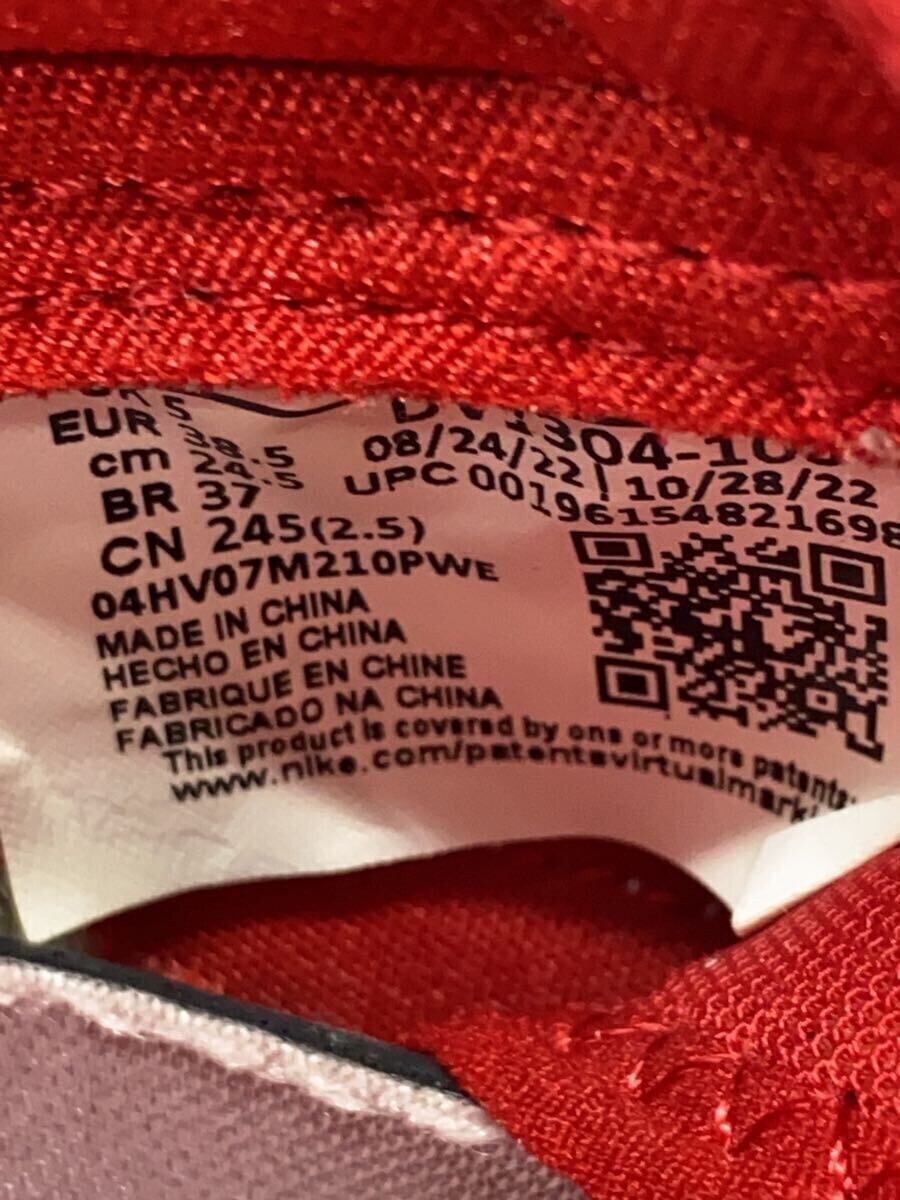 5
EUR
cm 24.5
BR 37
CN 245(2.5)
04HV07M210PWE
MADE IN CHINA
HECHO EN CHINA
FABRIQUE EN CHINE
FABRICADO NA CHINA
08/24/22 | 10/28/22
UPC 00196154821698
This product is covered by one or more patents.
www.nike.com/patentsvirtualmark